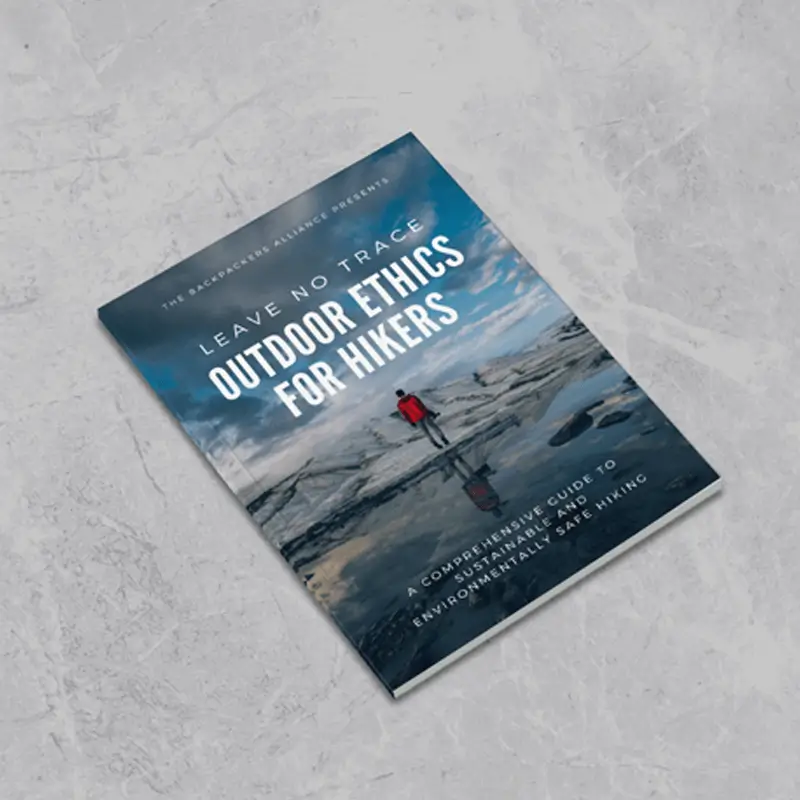 THE BACKPACKERS ALLIANCE PRESENTS
LEAVE NO TRACE
OUTDOOR ETHICS
FOR HIKERS
A COMPREHENSIVE GUIDE TO
SUSTAINABLE AND
ENVIRONMENTALLY SAFE HIKING